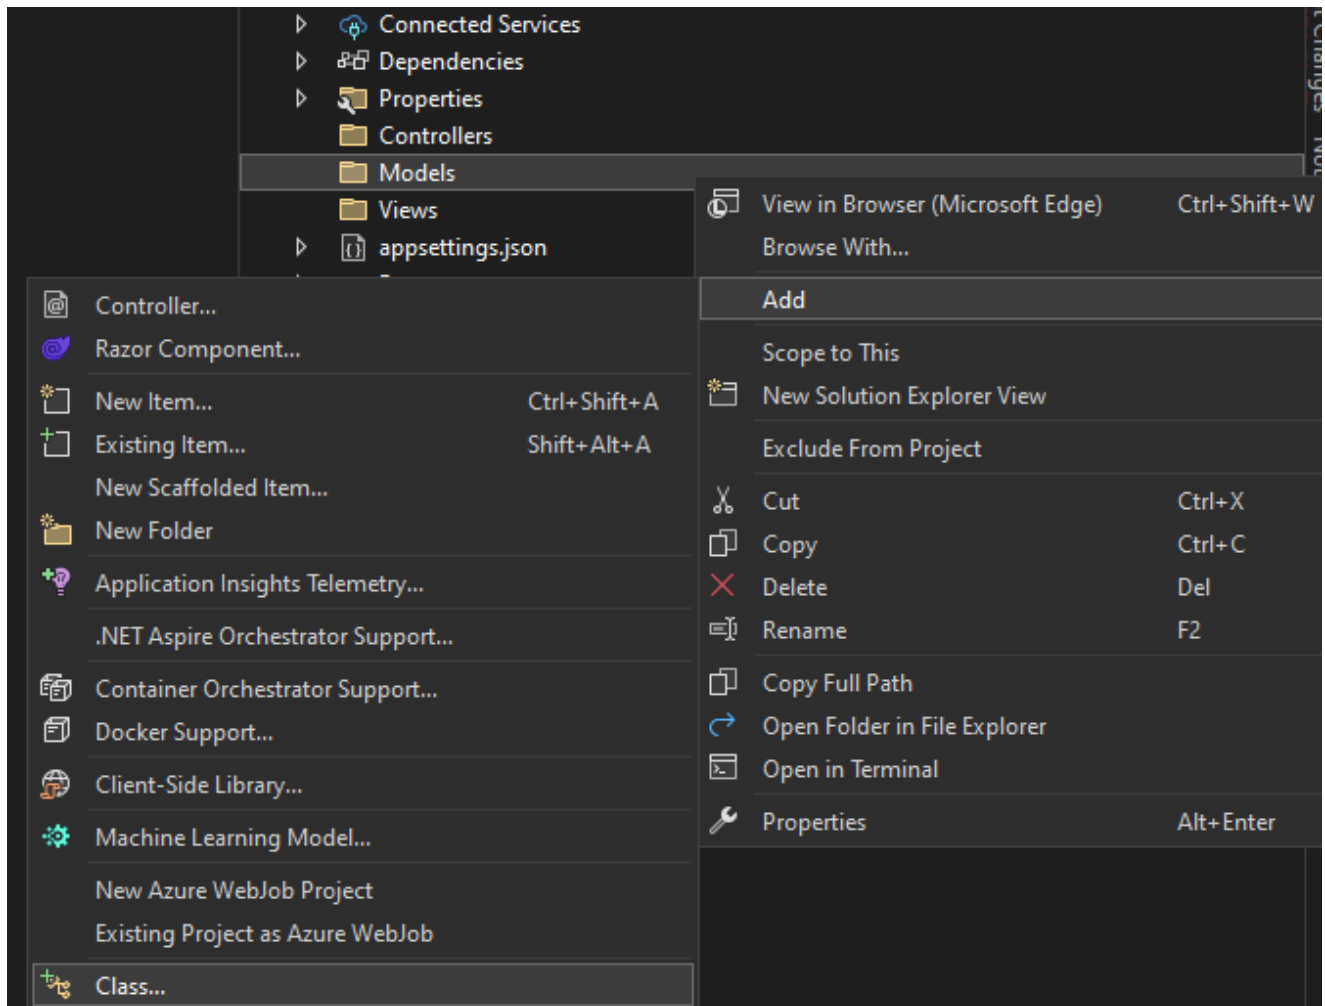 Connected Services
Dependencies
Properties
Controllers
Models
Views
appsettings.json
View in Browser (Microsoft Edge) Ctrl+Shift+W
Browse With...
Add
Scope to This
New Solution Explorer View
Exclude From Project
Cut Ctrl+X
Copy Ctrl+C
Delete Del
Rename F2
Copy Full Path
Open Folder in File Explorer
Open in Terminal
Properties Alt+Enter
Controller...
Razor Component...
New Item... Ctrl+Shift+A
Existing Item... Shift+Alt+A
New Scaffolded Item...
New Folder
Application Insights Telemetry...
.NET Aspire Orchestrator Support...
Container Orchestrator Support...
Docker Support...
Client-Side Library...
Machine Learning Model...
New Azure WebJob Project
Existing Project as Azure WebJob
Class...
Changes